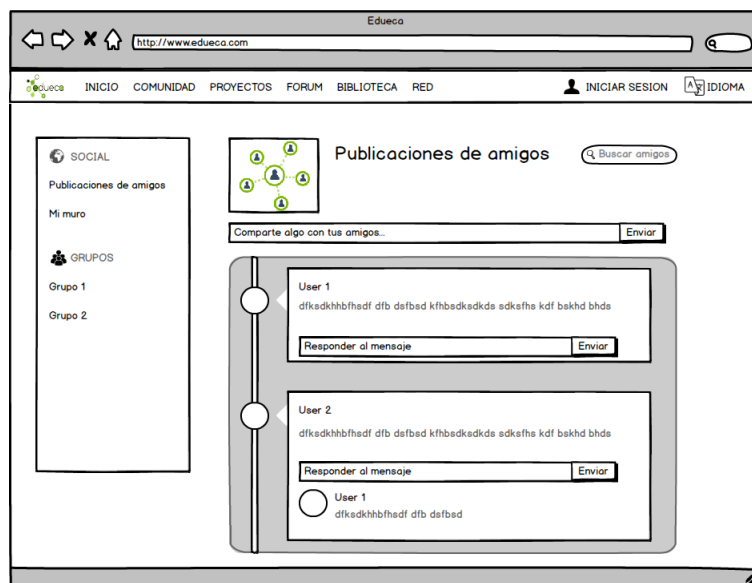 Edueca
http://www.edueca.com
edueca
INICIO COMUNIDAD PROYECTOS FORUM BIBLIOTECA RED INICIAR SESION IDIOMA
SOCIAL
Publicaciones de amigos
Mi muro
GRUPOS
Grupo 1
Grupo 2
Publicaciones de amigos
Buscar amigos
Comparte algo con tus amigos... Enviar
User 1
dfksdkhhbfhsdf dfb dsfbsd kfhbsdksdkds sdksfhs kdf bskhd bhds
Responder al mensaje Enviar
User 2
dfksdkhhbfhsdf dfb dsfbsd kfhbsdksdkds sdksfhs kdf bskhd bhds
Responder al mensaje Enviar
User 1
dfksdkhhbfhsdf dfb dsfbsd